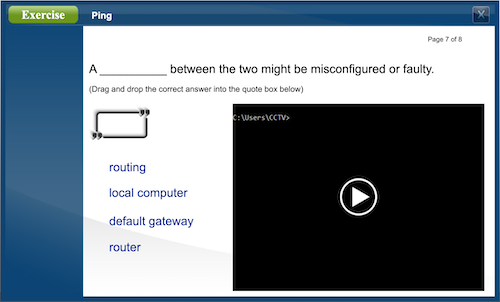 Exercise
Ping
Page 7 of 8
A __________ between the two might be misconfigured or faulty.
(Drag and drop the correct answer into the quote box below)
C:\Users\CCTV>
routing
local computer
default gateway
router